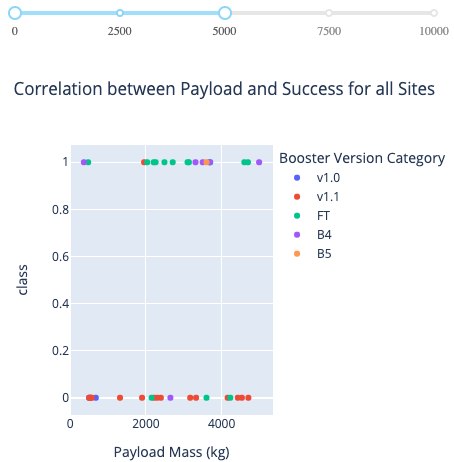 0 2500 5000 7500 10000
Correlation between Payload and Success for all Sites
Booster Version Category
v1.0
v1.1
FT
B4
B5
class
1
0.8
0.6
0.4
0.2
0
0 2000 4000
Payload Mass (kg)